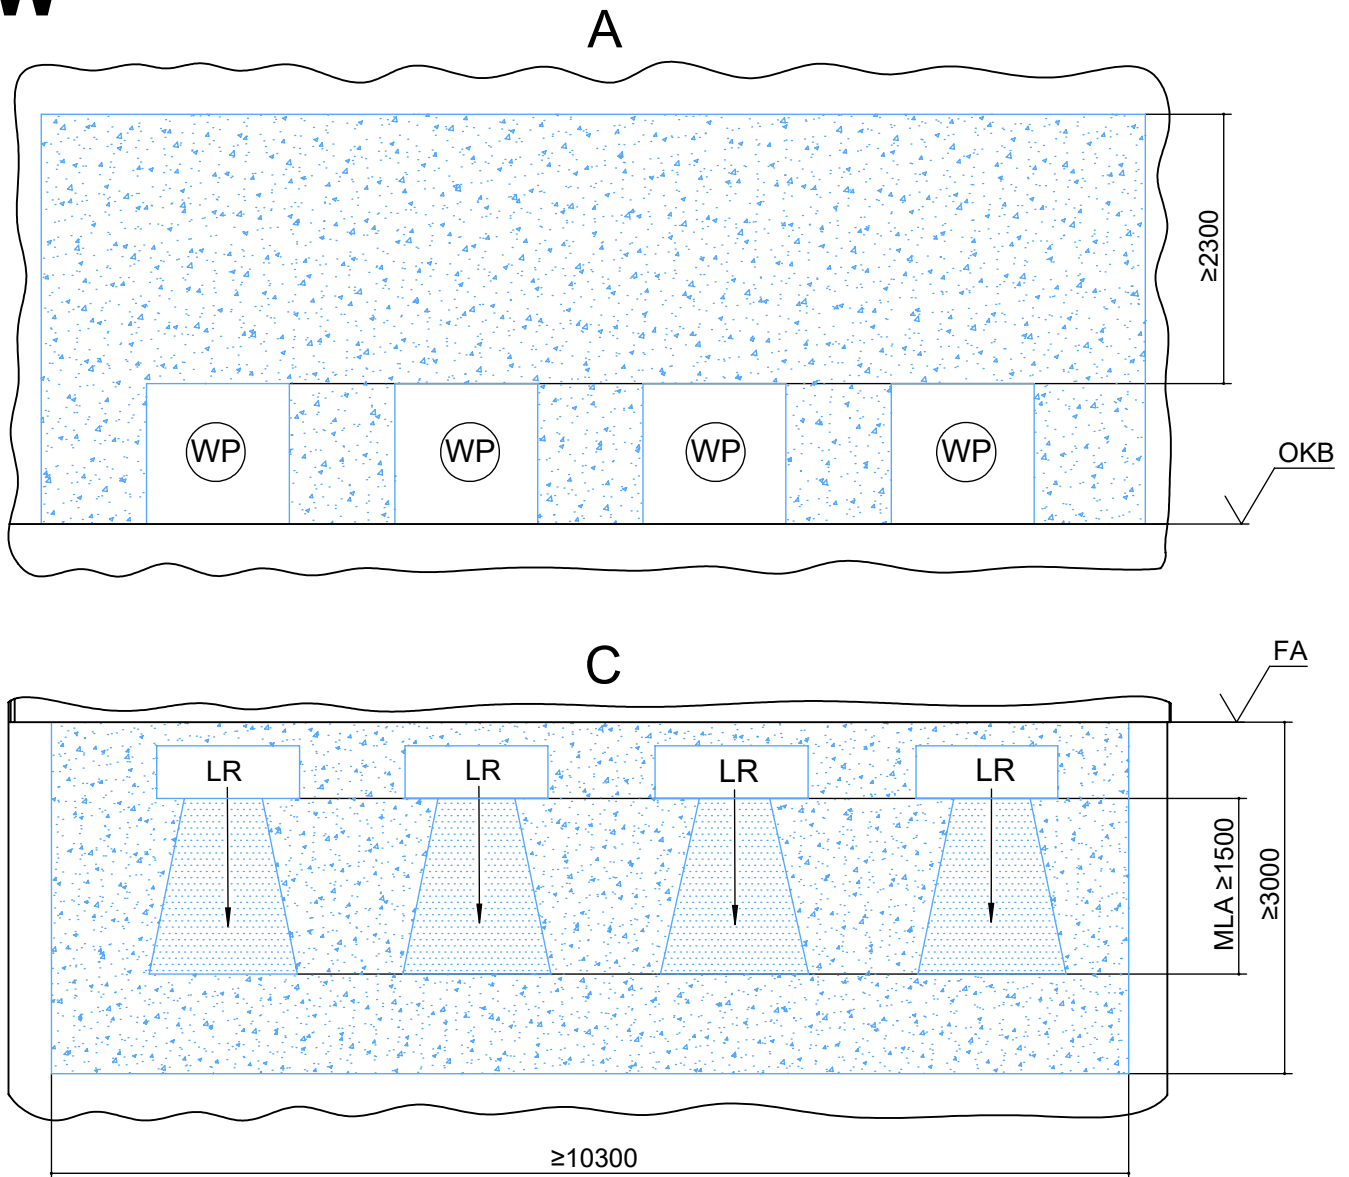 W
A
≥2300
WP WP WP WP
OKB
FA
C
LR LR LR LR
MLA ≥1500
≥3000
≥10300